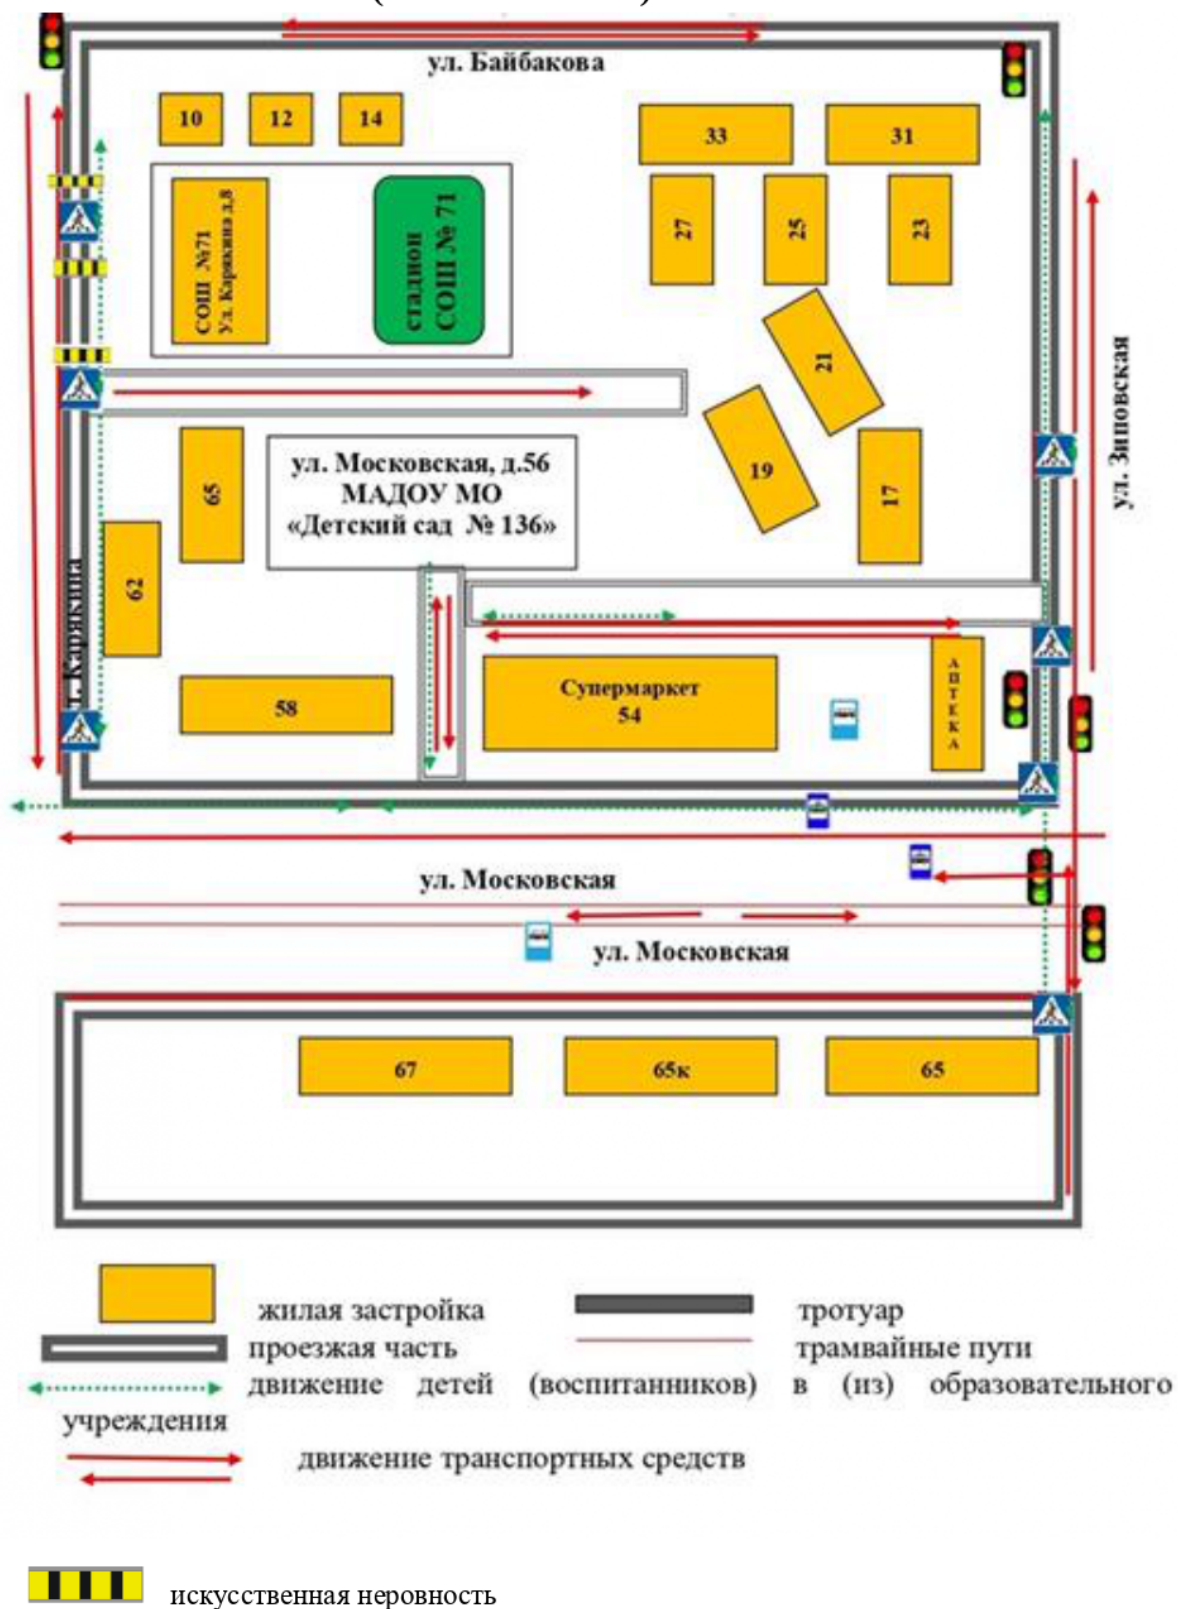 ул. Байбакова
10
12
14
33
31
СОШ №71
Ул. Карякина д,8
стадион
СОШ № 71
27
25
23
21
19
17
ул. Зиповская
65
ул. Московская, д.56
МАДОУ МО
«Детский сад № 136»
62
Карякина
58
Супермаркет
54
АПТЕКА
ул. Московская
ул. Московская
67
65к
65
жилая застройка
тротуар
проезжая часть
трамвайные пути
движение детей (воспитанников) в (из) образовательного
учреждения
движение транспортных средств
искусственная неровность